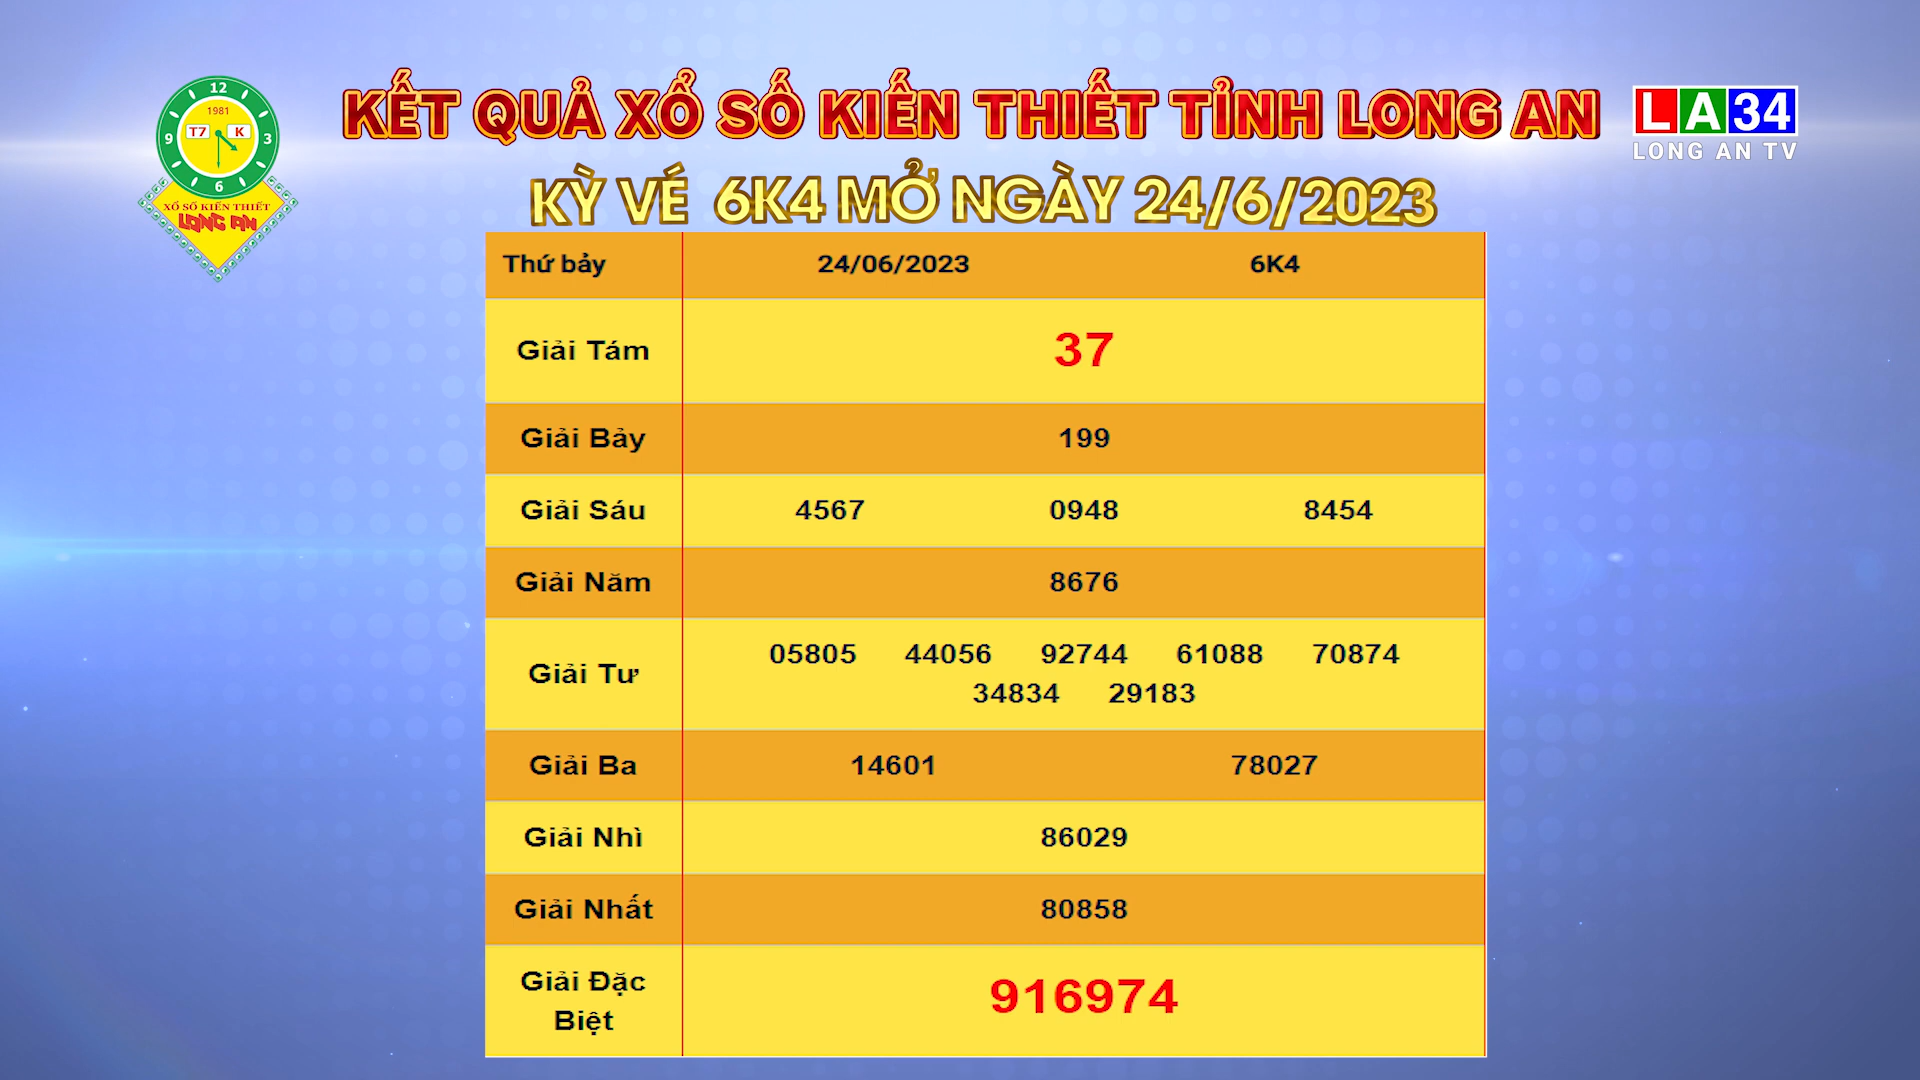 12
1981
T7 K
9 3
6
XỔ SỐ KIẾN THIẾT
LONG AN
KẾT QUẢ XỔ SỐ KIẾN THIẾT TỈNH LONG AN
KỲ VÉ 6K4 MỞ NGÀY 24/6/2023
LA34
LONG AN TV
Thứ bảy 24/06/2023 6K4
Giải Tám 37
Giải Bảy 199
Giải Sáu 4567 0948 8454
Giải Năm 8676
Giải Tư 05805 44056 92744 61088 70874
34834 29183
Giải Ba 14601 78027
Giải Nhì 86029
Giải Nhất 80858
Giải Đặc
Biệt
916974